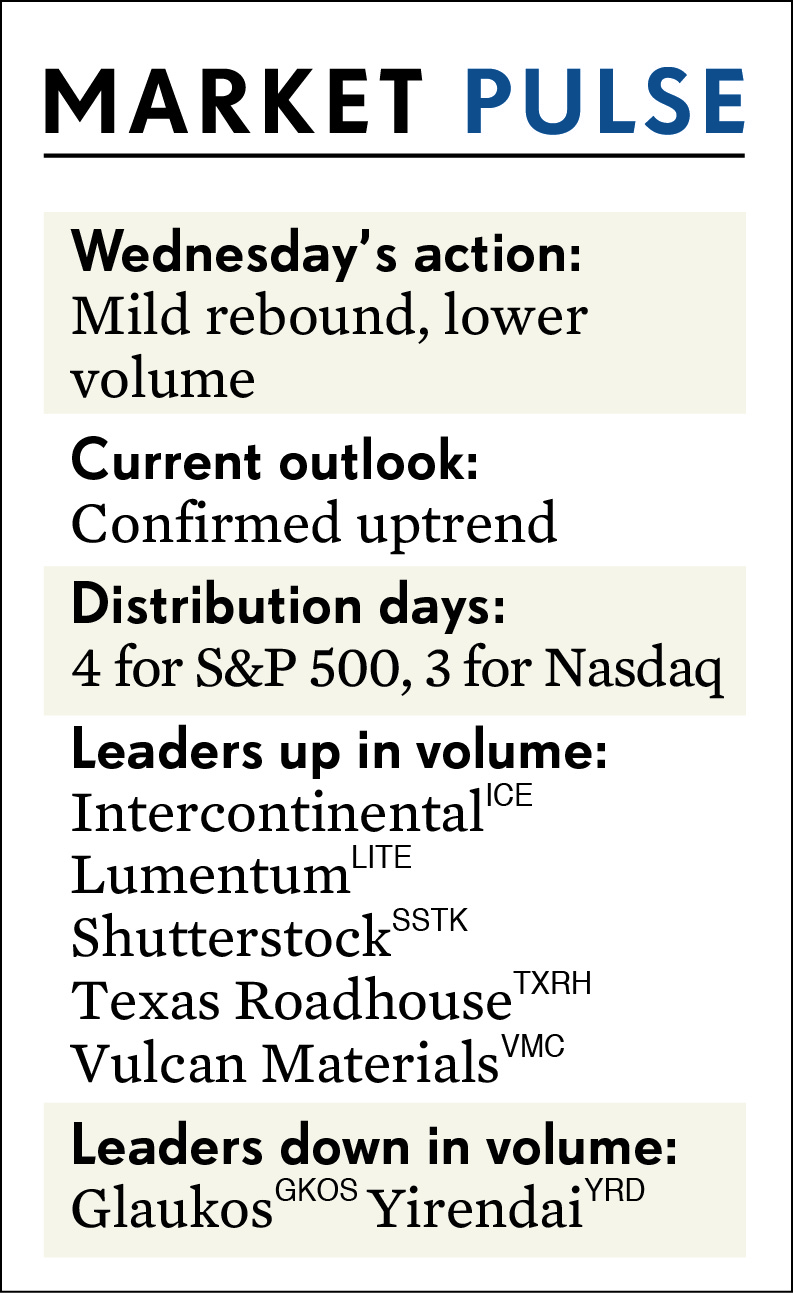 MARKET PULSE
Wednesday’s action:
Mild rebound, lower
volume
Current outlook:
Confirmed uptrend
Distribution days:
4 for S&P 500, 3 for Nasdaq
Leaders up in volume:
Intercontinental ICE
Lumentum LITE
Shutterstock SSTK
Texas Roadhouse TXRH
Vulcan Materials VMC
Leaders down in volume:
Glaukos GKOS Yirendai YRD